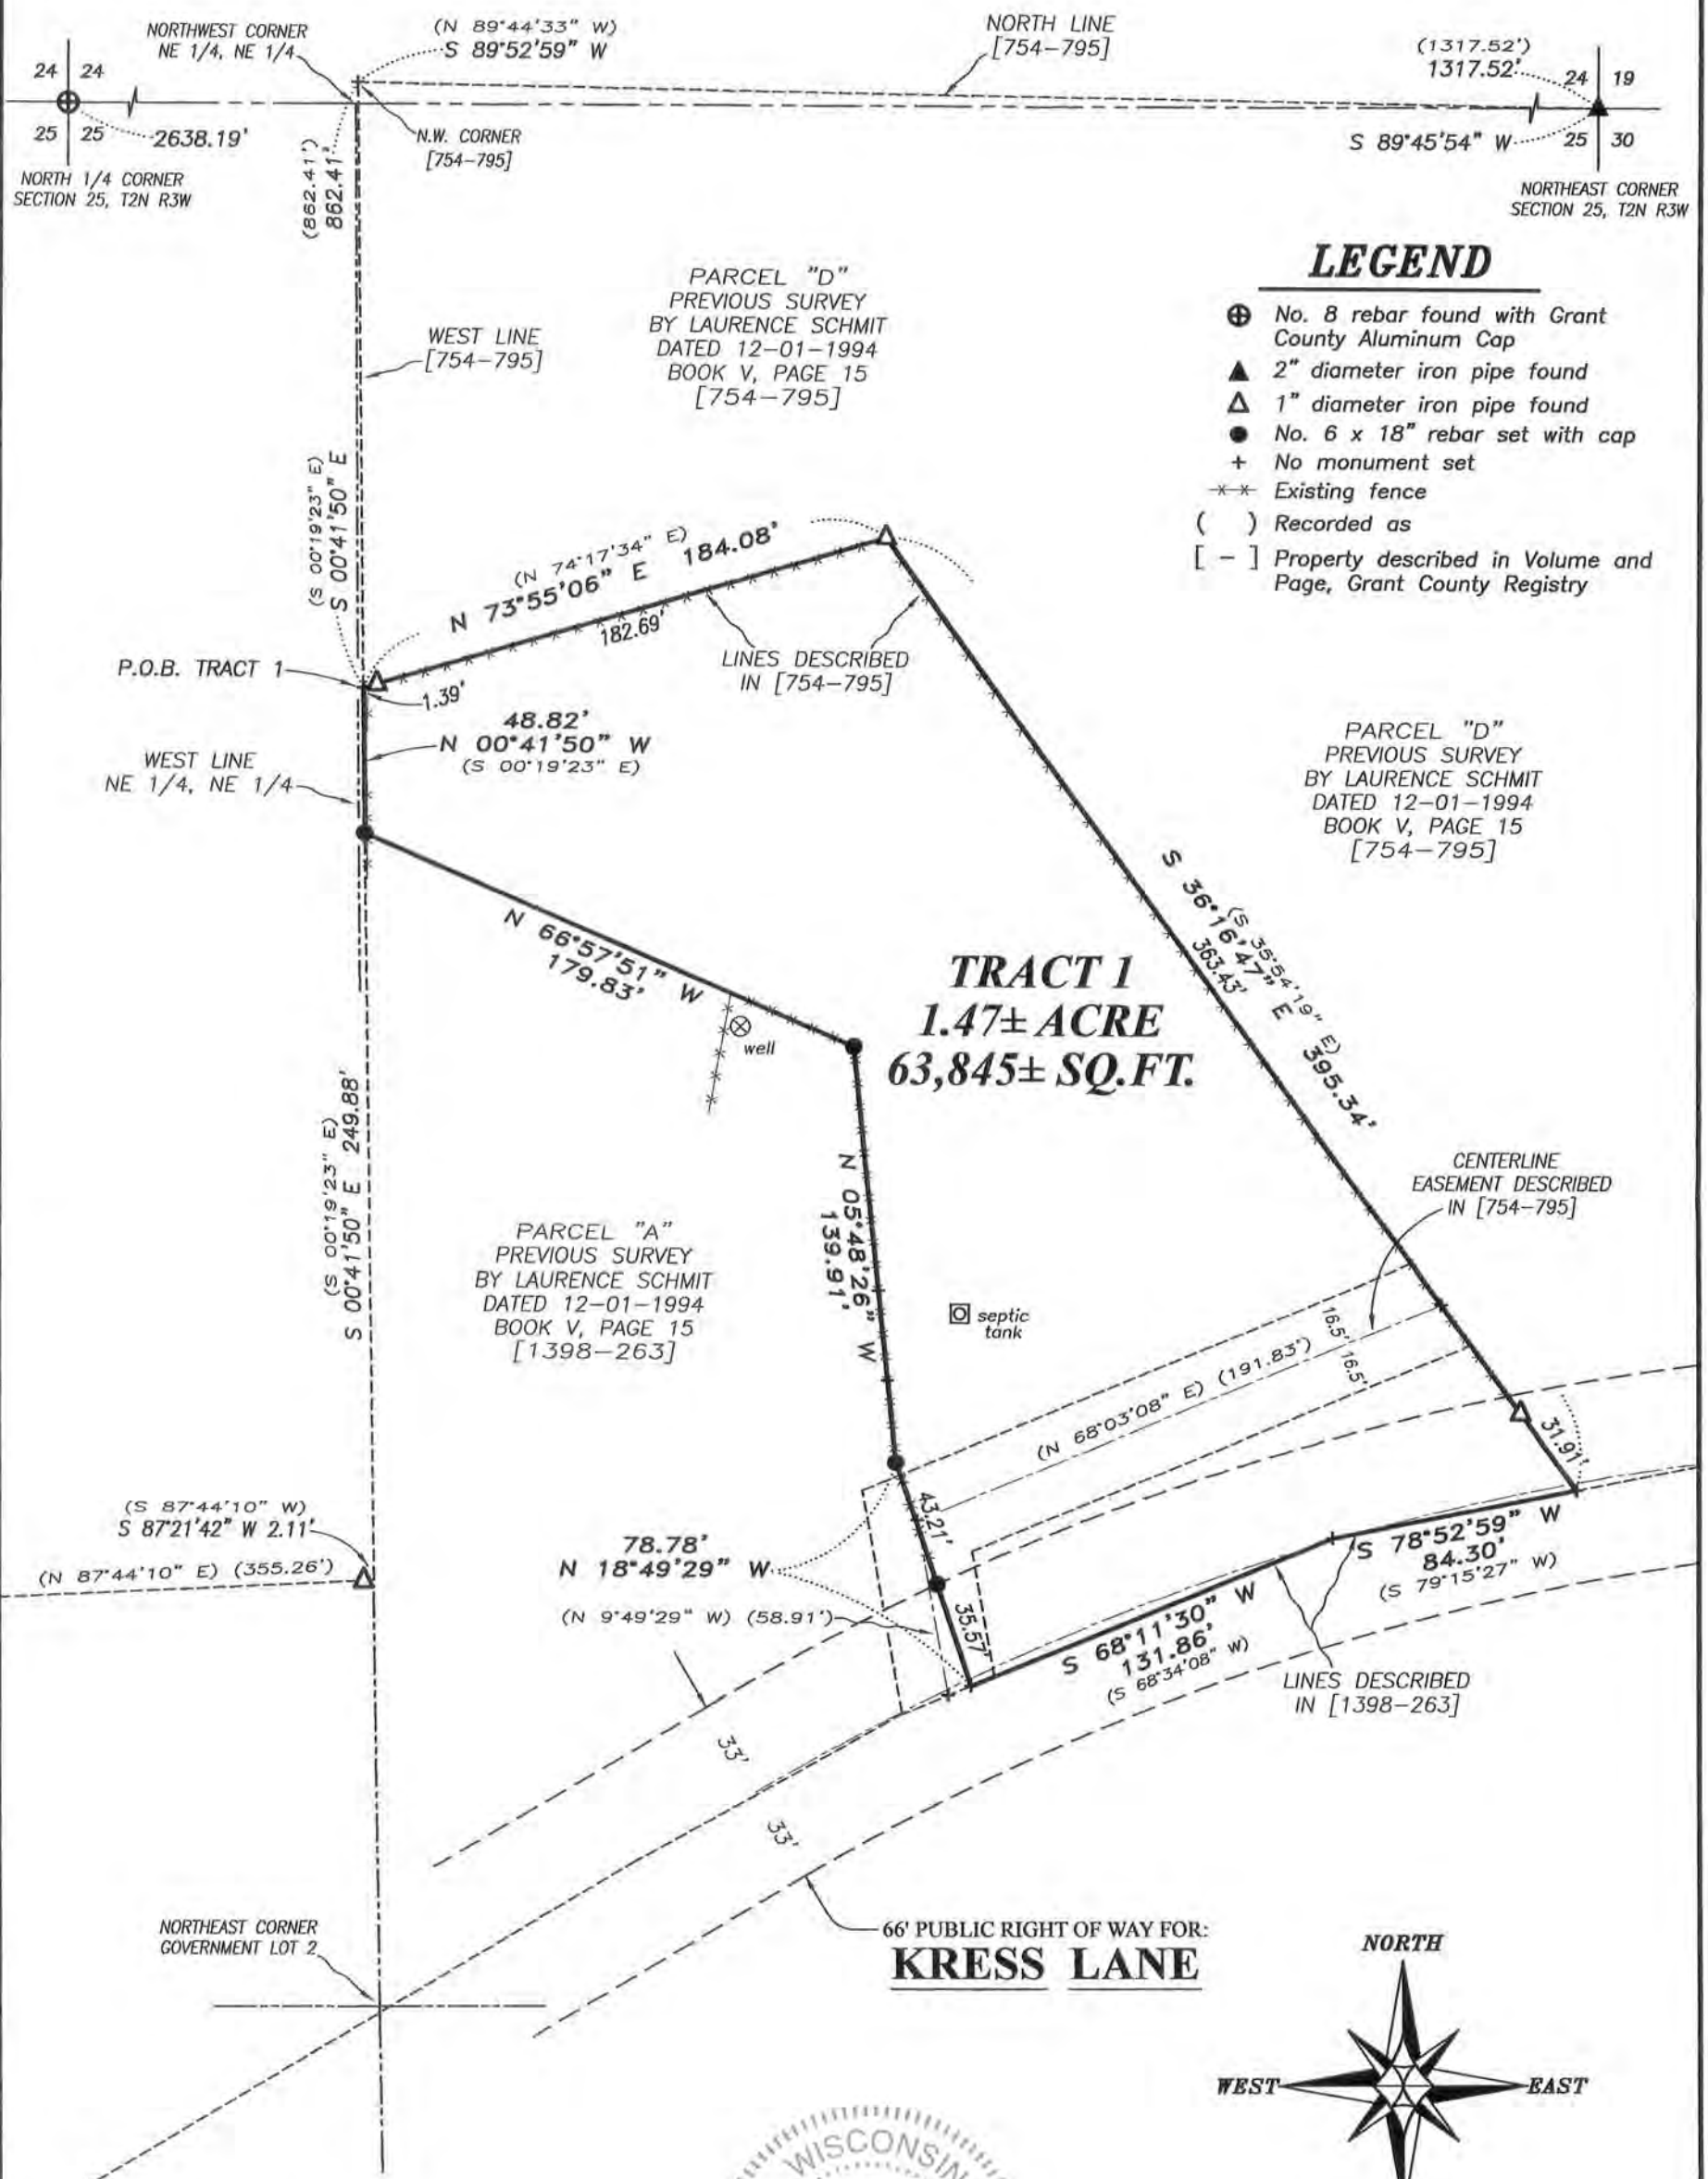 NORTHWEST CORNER
NE 1/4, NE 1/4
(N 89°44'33" W)
S 89°52'59" W
NORTH LINE
[754-795]
(1317.52')
1317.52'
24 24
25 25
2638.19'
24 19
25 30
S 89°45'54" W
N.W. CORNER
[754-795]
NORTH 1/4 CORNER
SECTION 25, T2N R3W
NORTHEAST CORNER
SECTION 25, T2N R3W
(862.41')
862.41'
LEGEND
No. 8 rebar found with Grant
County Aluminum Cap
2" diameter iron pipe found
1" diameter iron pipe found
No. 6 x 18" rebar set with cap
+ No monument set
-x-x- Existing fence
( ) Recorded as
[ - ] Property described in Volume and
Page, Grant County Registry
PARCEL "D"
PREVIOUS SURVEY
BY LAURENCE SCHMIT
DATED 12-01-1994
BOOK V, PAGE 15
[754-795]
WEST LINE
[754-795]
(S 00°19'23" E)
S 00°41'50" E
(N 74°17'34" E)
N 73°55'06" E 184.08'
182.69'
LINES DESCRIBED
IN [754-795]
P.O.B. TRACT 1
1.39'
48.82'
N 00°41'50" W
(S 00°19'23" E)
WEST LINE
NE 1/4, NE 1/4
PARCEL "D"
PREVIOUS SURVEY
BY LAURENCE SCHMIT
DATED 12-01-1994
BOOK V, PAGE 15
[754-795]
N 66°57'51" W
179.83'
well
TRACT 1
1.47± ACRE
63,845± SQ.FT.
(S 35°54'19" E)
S 36°16'47" E 395.34'
363.43'
(S 00°19'23" E)
S 00°41'50" E 249.88'
N 05°48'26" W
139.91'
CENTERLINE
EASEMENT DESCRIBED
IN [754-795]
PARCEL "A"
PREVIOUS SURVEY
BY LAURENCE SCHMIT
DATED 12-01-1994
BOOK V, PAGE 15
[1398-263]
septic
tank
16.5' 16.5'
(N 68°03'08" E) (191.83')
31.91'
(S 87°44'10" W)
S 87°21'42" W 2.11'
(N 87°44'10" E) (355.26')
43.21'
78.78'
N 18°49'29" W
(N 9°49'29" W) (58.91')
35.57'
S 78°52'59" W
84.30'
(S 79°15'27" W)
S 68°11'30" W
131.86'
(S 68°34'08" W)
LINES DESCRIBED
IN [1398-263]
33'
33'
NORTHEAST CORNER
GOVERNMENT LOT 2
66' PUBLIC RIGHT OF WAY FOR:
KRESS LANE
NORTH
WEST
EAST
WISCONSIN